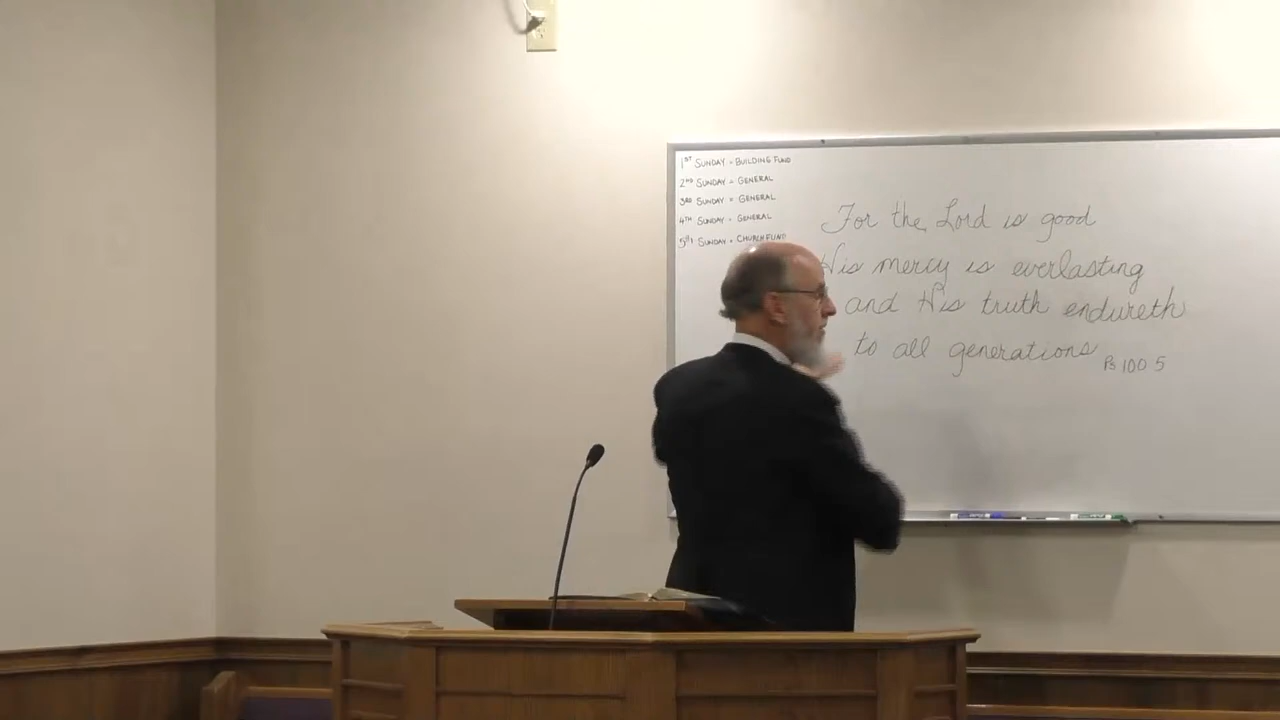 1ST SUNDAY - BUILDING FUND
2ND SUNDAY - GENERAL
3RD SUNDAY - GENERAL
4TH SUNDAY - GENERAL
5TH SUNDAY - CHURCH FUND
For the Lord is good
His mercy is everlasting
and His truth endureth
to all generations
Ps 100 5